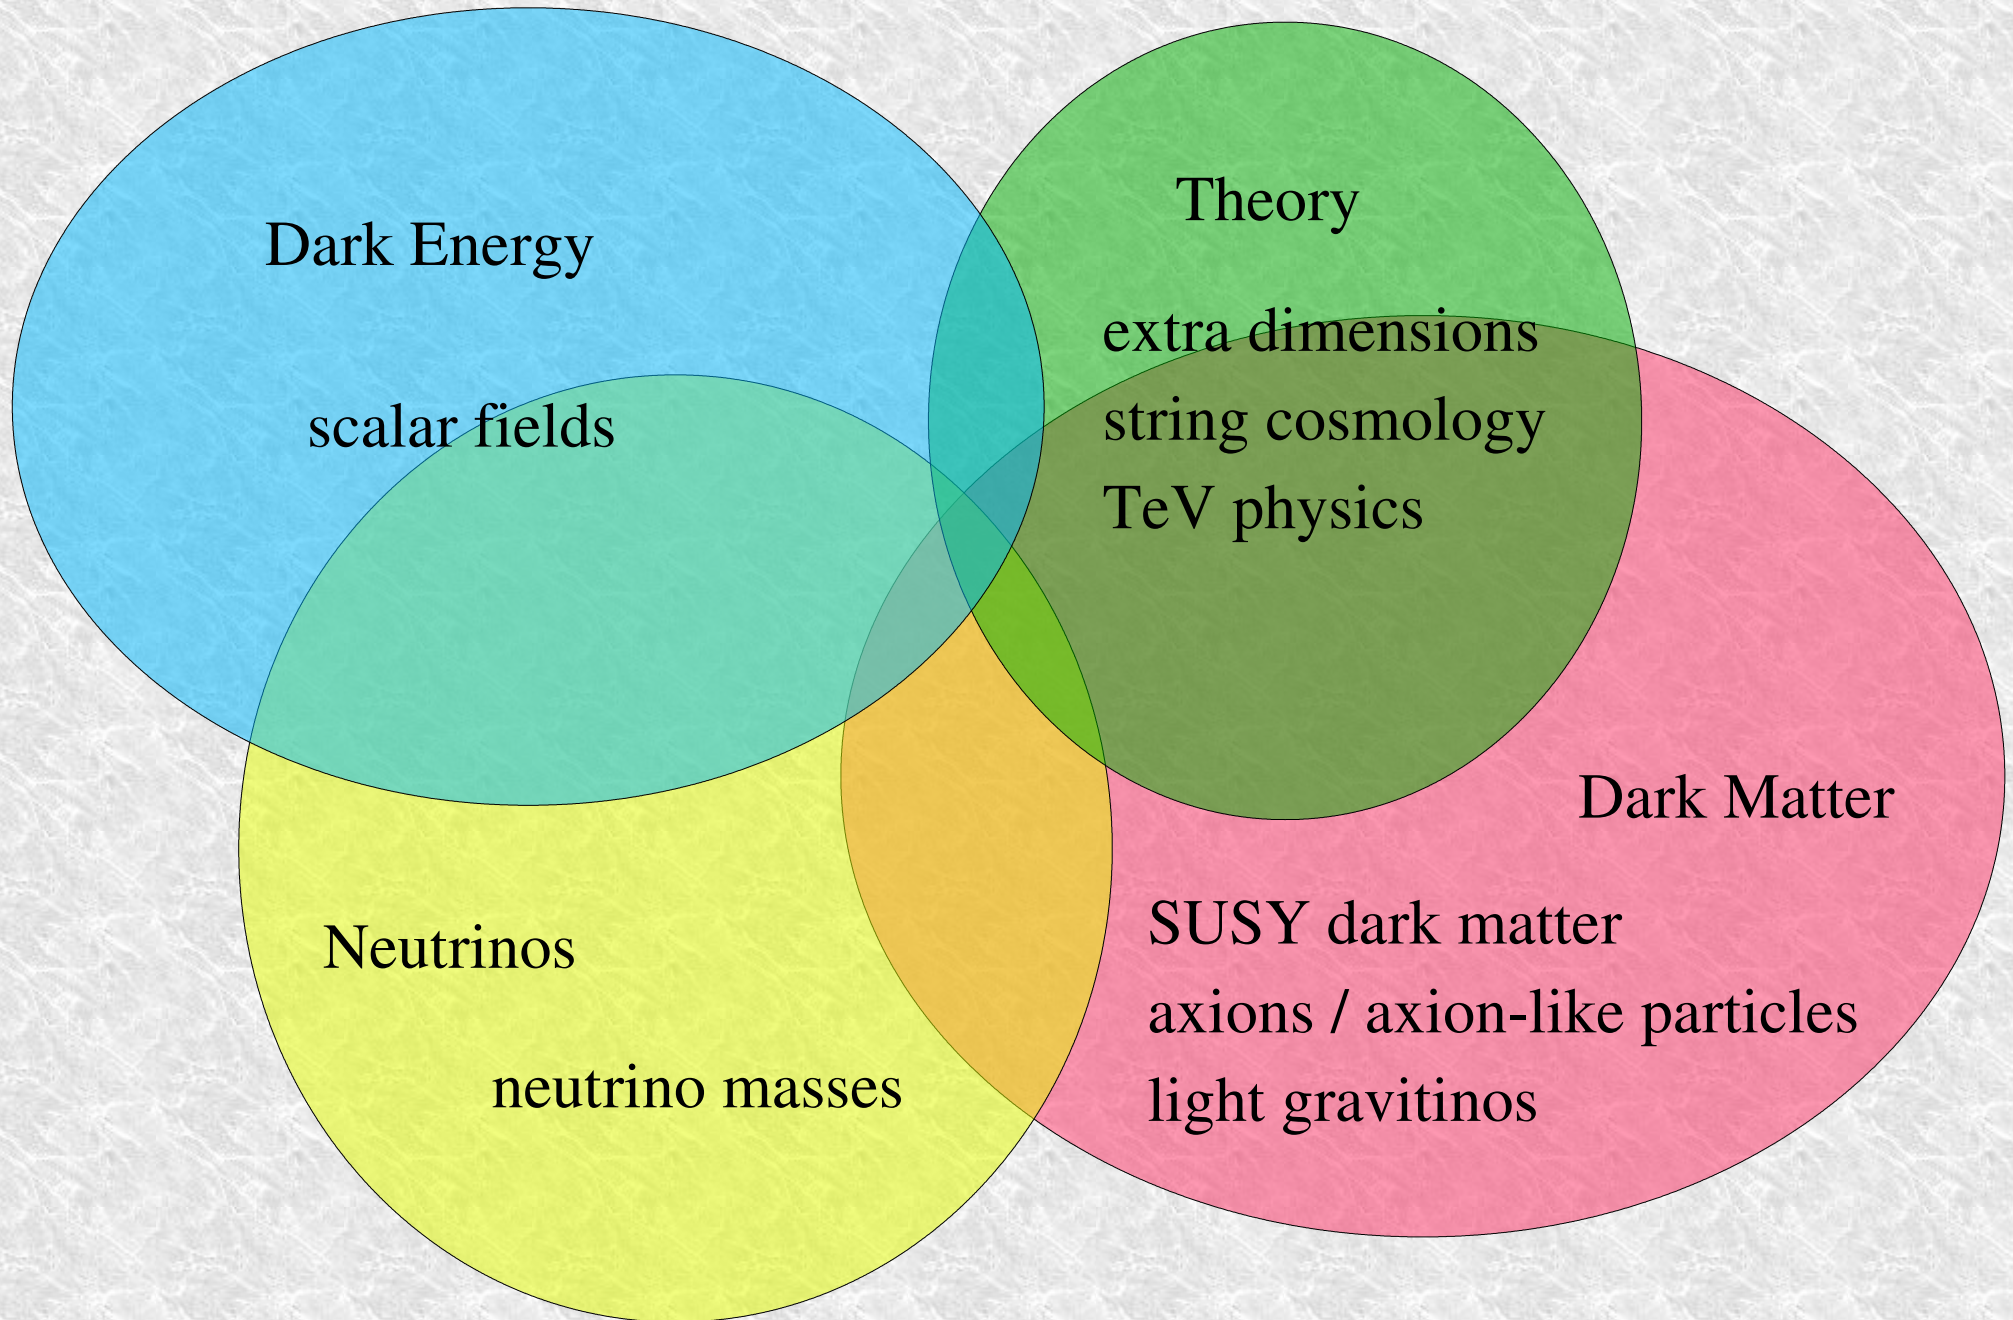 Dark Energy
scalar fields
Theory
extra dimensions
string cosmology
TeV physics
Neutrinos
neutrino masses
Dark Matter
SUSY dark matter
axions / axion-like particles
light gravitinos